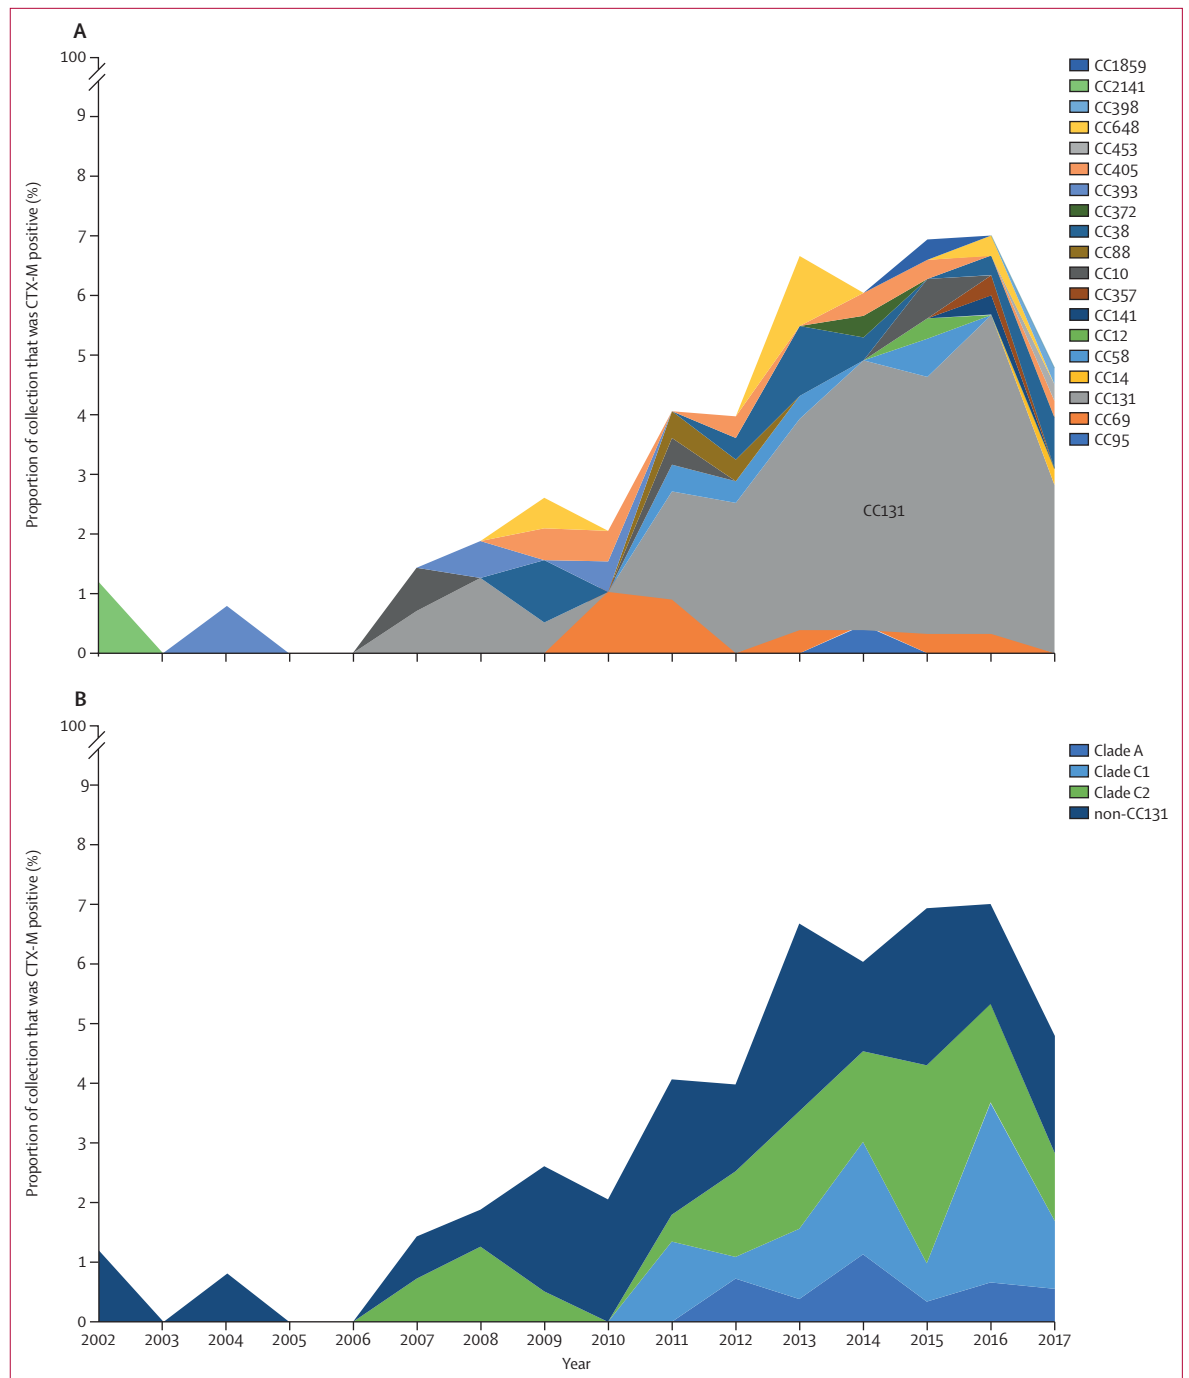 A
100
9
8
7
6
5
4
3
2
1
0
Proportion of collection that was CTX-M positive (%)
CC131
CC1859
CC2141
CC398
CC648
CC453
CC405
CC393
CC372
CC38
CC88
CC10
CC357
CC141
CC12
CC58
CC14
CC131
CC69
CC95
B
100
9
8
7
6
5
4
3
2
1
0
Proportion of collection that was CTX-M positive (%)
Clade A
Clade C1
Clade C2
non-CC131
2002 2003 2004 2005 2006 2007 2008 2009 2010 2011 2012 2013 2014 2015 2016 2017
Year